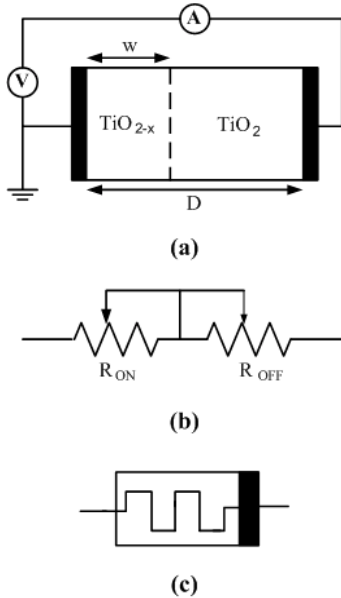 A
w
V
TiO2-x
TiO2
D
(a)
RON
ROFF
(b)
(c)